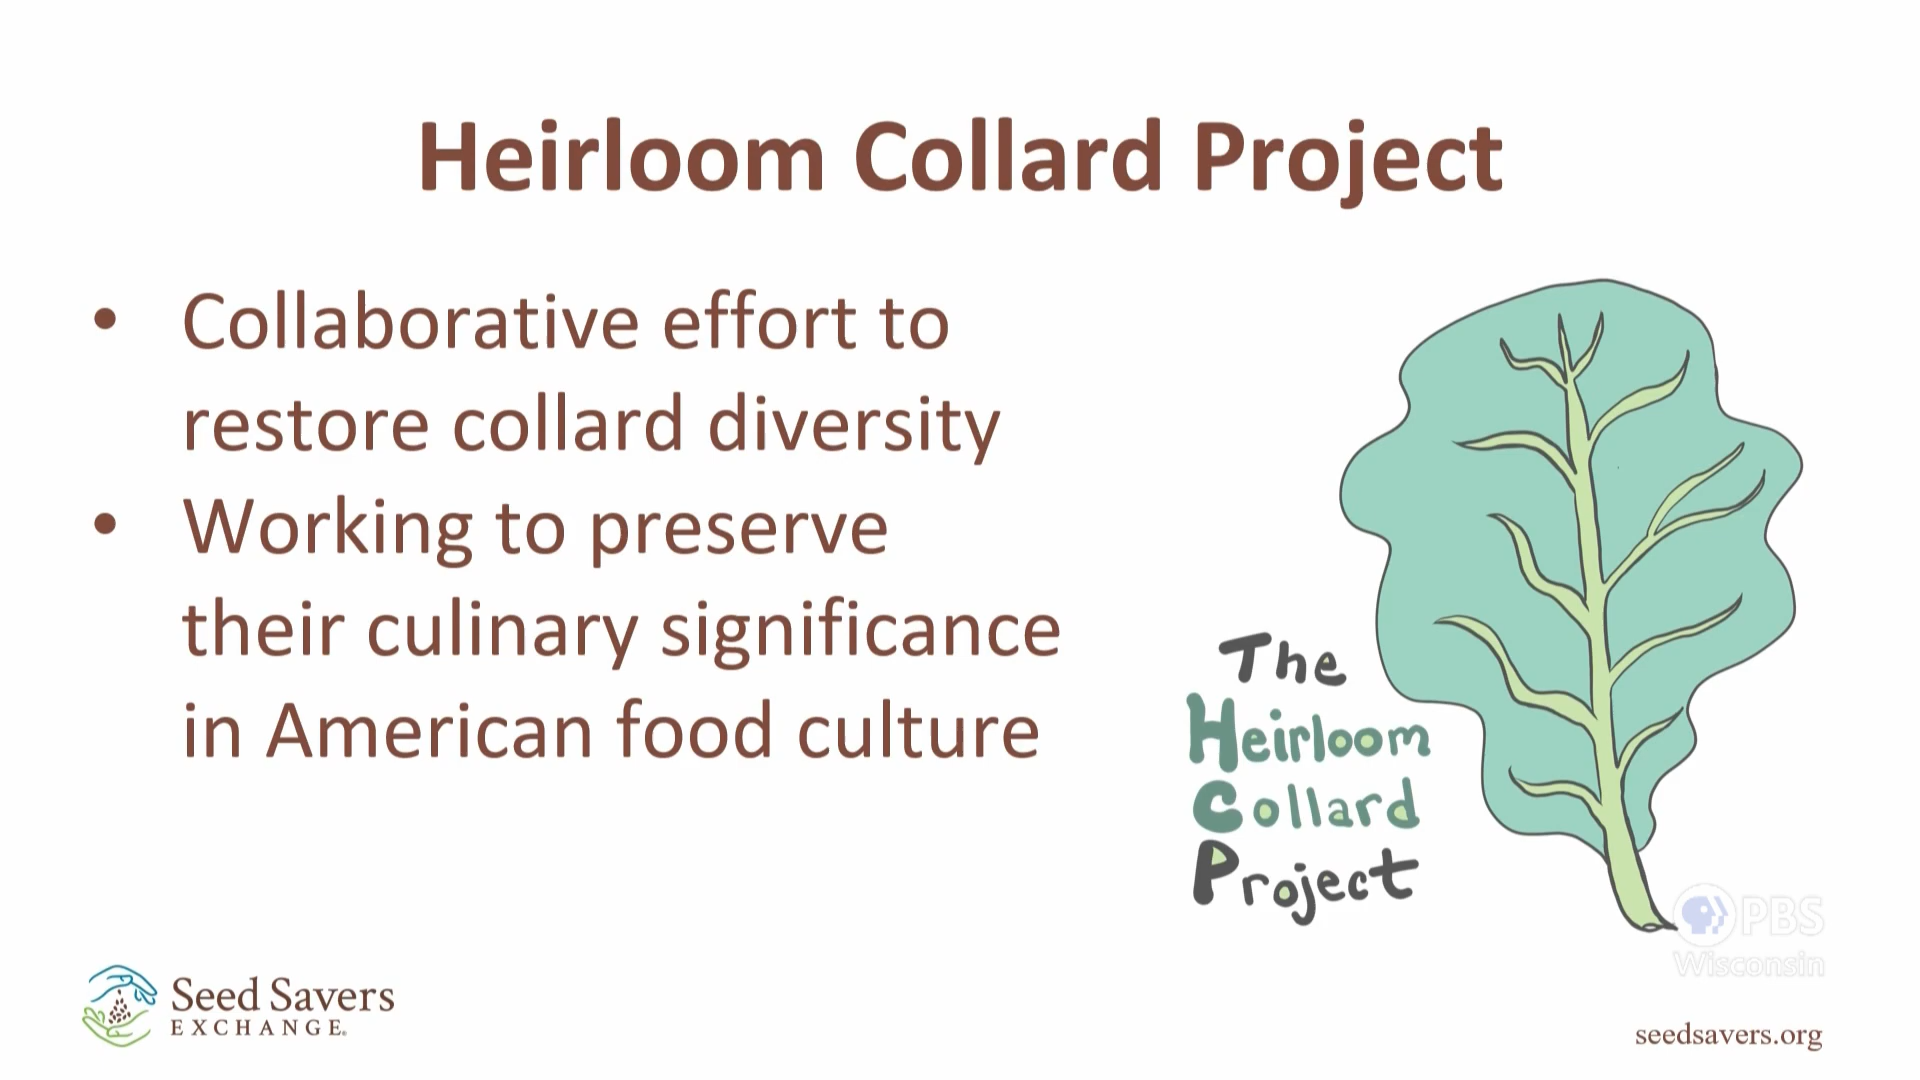 Heirloom Collard Project
• Collaborative effort to
restore collard diversity
• Working to preserve
their culinary significance
in American food culture
The
Heirloom
Collard
Project
PBS
Wisconsin
Seed Savers
EXCHANGE.
seedsavers.org